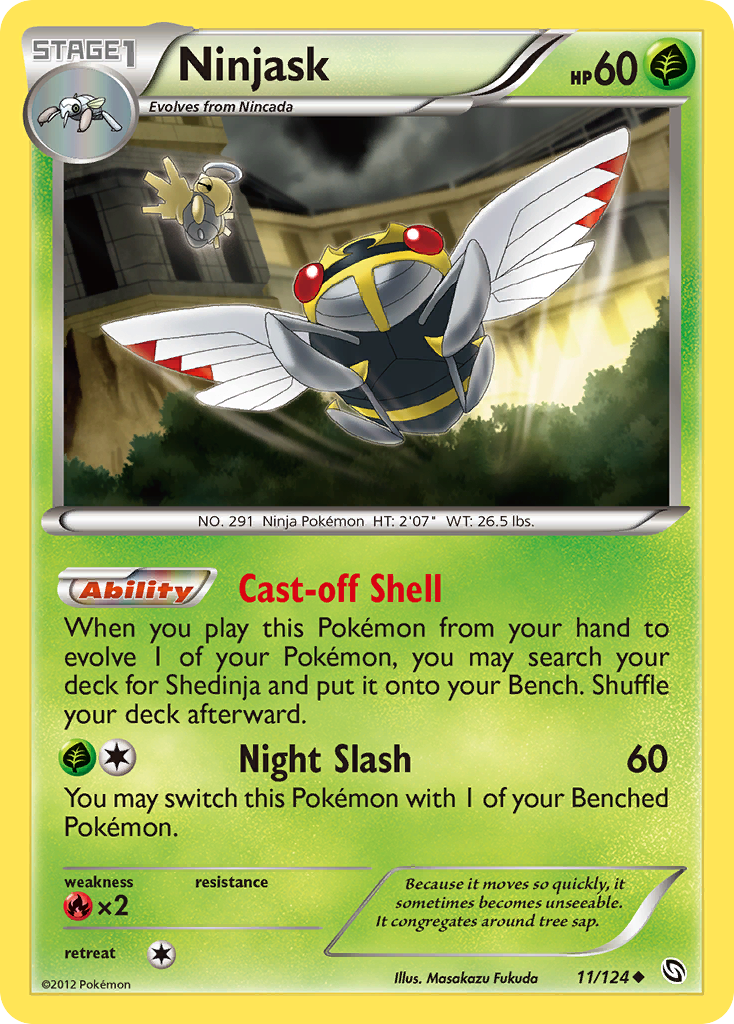 STAGE1
Ninjask
HP60
Evolves from Nincada
NO. 291 Ninja Pokémon HT: 2'07" WT: 26.5 lbs.
Ability Cast-off Shell
When you play this Pokémon from your hand to
evolve 1 of your Pokémon, you may search your
deck for Shedinja and put it onto your Bench. Shuffle
your deck afterward.
Night Slash 60
You may switch this Pokémon with 1 of your Benched
Pokémon.
weakness resistance
×2
retreat
Because it moves so quickly, it
sometimes becomes unseeable.
It congregates around tree sap.
©2012 Pokémon
Illus. Masakazu Fukuda 11/124